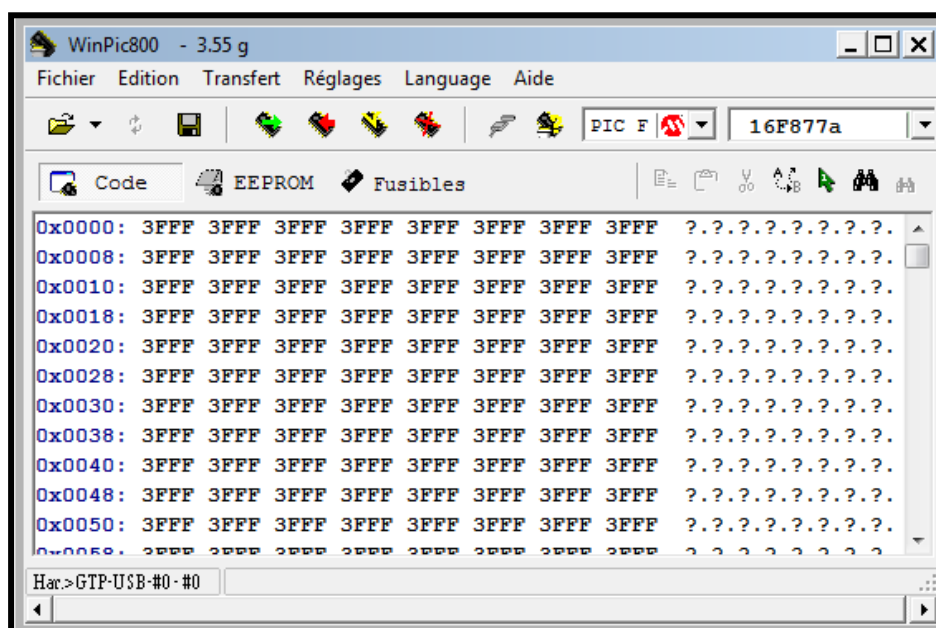 WinPic800 - 3.55 g
Fichier Edition Transfert Réglages Language Aide
PIC F 16F877a
Code EEPROM Fusibles
0x0000: 3FFF 3FFF 3FFF 3FFF 3FFF 3FFF 3FFF 3FFF ?.?.?.?.?.?.?.?.
0x0008: 3FFF 3FFF 3FFF 3FFF 3FFF 3FFF 3FFF 3FFF ?.?.?.?.?.?.?.?.
0x0010: 3FFF 3FFF 3FFF 3FFF 3FFF 3FFF 3FFF 3FFF ?.?.?.?.?.?.?.?.
0x0018: 3FFF 3FFF 3FFF 3FFF 3FFF 3FFF 3FFF 3FFF ?.?.?.?.?.?.?.?.
0x0020: 3FFF 3FFF 3FFF 3FFF 3FFF 3FFF 3FFF 3FFF ?.?.?.?.?.?.?.?.
0x0028: 3FFF 3FFF 3FFF 3FFF 3FFF 3FFF 3FFF 3FFF ?.?.?.?.?.?.?.?.
0x0030: 3FFF 3FFF 3FFF 3FFF 3FFF 3FFF 3FFF 3FFF ?.?.?.?.?.?.?.?.
0x0038: 3FFF 3FFF 3FFF 3FFF 3FFF 3FFF 3FFF 3FFF ?.?.?.?.?.?.?.?.
0x0040: 3FFF 3FFF 3FFF 3FFF 3FFF 3FFF 3FFF 3FFF ?.?.?.?.?.?.?.?.
0x0048: 3FFF 3FFF 3FFF 3FFF 3FFF 3FFF 3FFF 3FFF ?.?.?.?.?.?.?.?.
0x0050: 3FFF 3FFF 3FFF 3FFF 3FFF 3FFF 3FFF 3FFF ?.?.?.?.?.?.?.?.
Har.>GTP-USB-#0 - #0